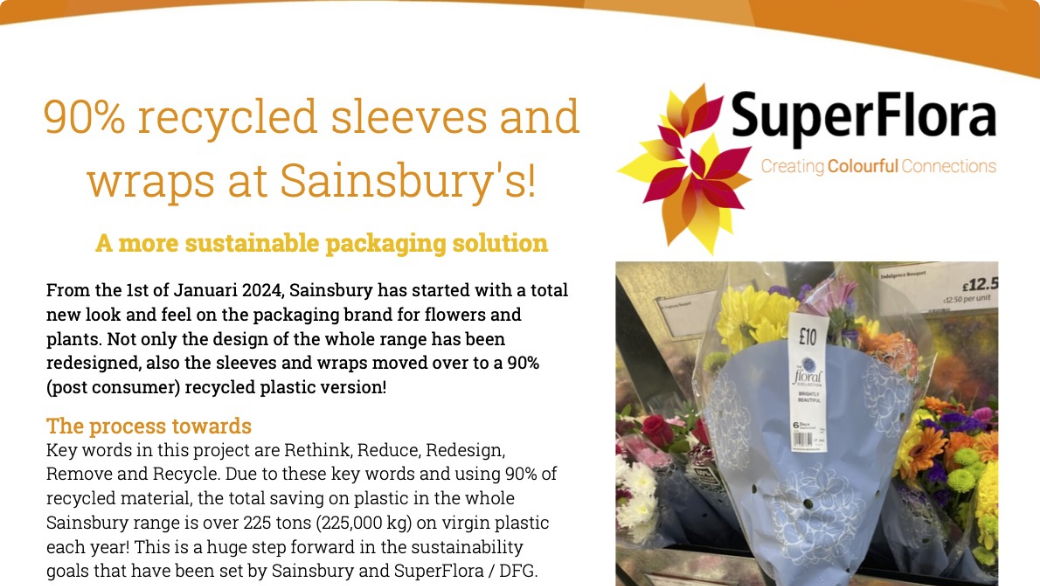 90% recycled sleeves and
wraps at Sainsbury's!
A more sustainable packaging solution
From the 1st of Januari 2024, Sainsbury has started with a total
new look and feel on the packaging brand for flowers and
plants. Not only the design of the whole range has been
redesigned, also the sleeves and wraps moved over to a 90%
(post consumer) recycled plastic version!
The process towards
Key words in this project are Rethink, Reduce, Redesign,
Remove and Recycle. Due to these key words and using 90% of
recycled material, the total saving on plastic in the whole
Sainsbury range is over 225 tons (225,000 kg) on virgin plastic
each year! This is a huge step forward in the sustainability
goals that have been set by Sainsbury and SuperFlora / DFG.
SuperFlora
Creating Colourful Connections
Indulgence Bouquet
£12.5
£12.50 per unit
£10
THE
floral
COLLECTION
BRIGHTLY
BEAUTIFUL
6